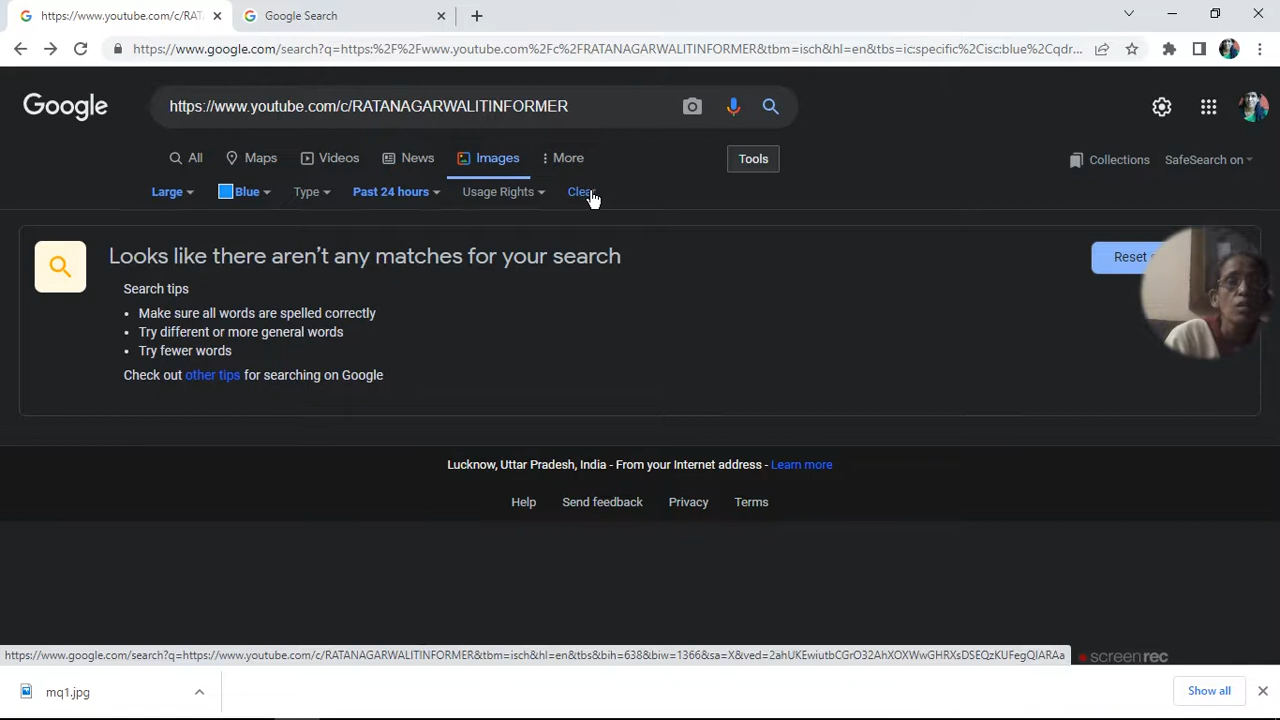 https://www.youtube.com/c/RATA
Google Search
https://www.google.com/search?q=https:%2F%2Fwww.youtube.com%2Fc%2FRATANAGARWALITINFORMER&tbm=isch&hl=en&tbs=ic:specific%2Cisc:blue%2Cqdr...
Google
https://www.youtube.com/c/RATANAGARWALITINFORMER
All Maps Videos News Images More Tools
Collections SafeSearch on
Large Blue Type Past 24 hours Usage Rights Clear
Looks like there aren't any matches for your search
Reset
Search tips
• Make sure all words are spelled correctly
• Try different or more general words
• Try fewer words
Check out other tips for searching on Google
Lucknow, Uttar Pradesh, India - From your Internet address - Learn more
Help Send feedback Privacy Terms
https://www.google.com/search?q=https://www.youtube.com/c/RATANAGARWALITINFORMER&tbm=isch&hl=en&tbs&bih=638&biw=1366&sa=X&ved=2ahUKEwiutbCGrO32AhXOXWwGHRXsDSEQzKUFegQIARAa
screenrec
mq1.jpg
Show all